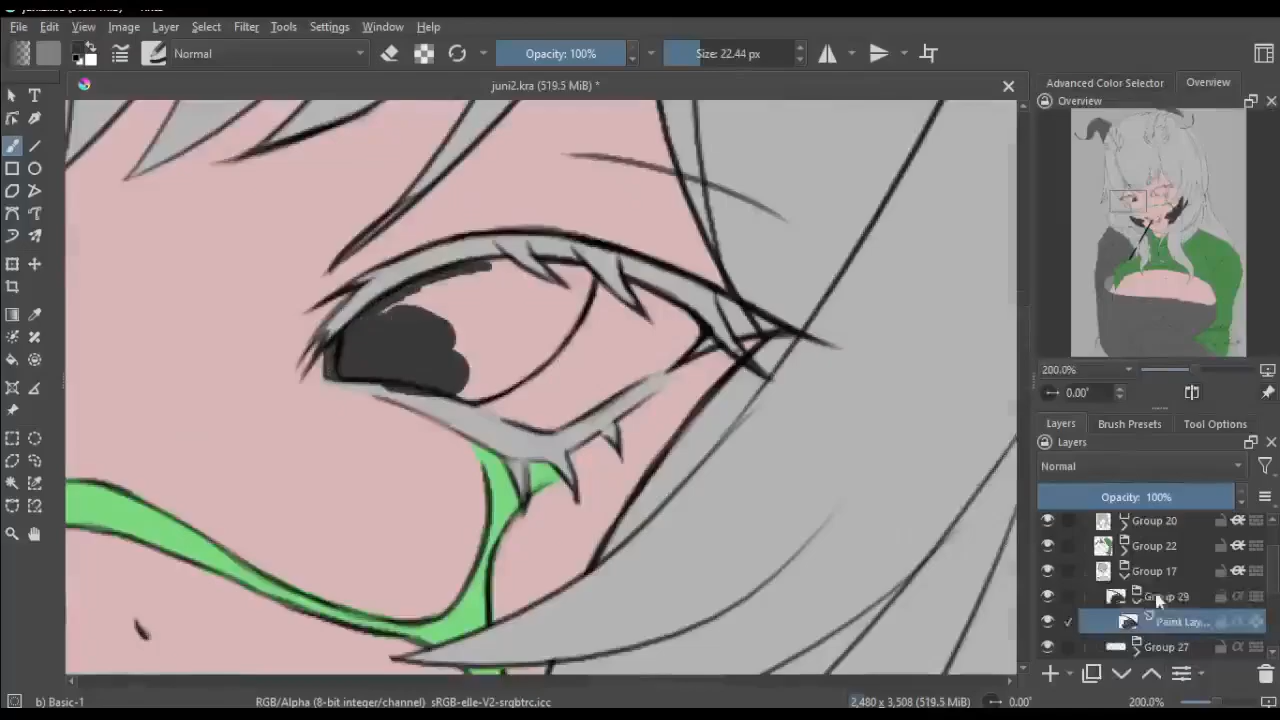 File Edit View Image Layer Select Filter Tools Settings Window Help
Normal
Opacity: 100%
Size: 22.44 px
juni2.kra (519.5 MiB) *
Advanced Color Selector
Overview
Overview
200.0%
0.00°
Layers
Brush Presets
Tool Options
Layers
Normal
Opacity: 100%
Group 20
Group 22
Group 17
Group 29
Paint Lay...
Group 27
b) Basic-1
RGB/Alpha (8-bit integer/channel) sRGB-elle-V2-srgbtrc.icc
2,480 x 3,508 (519.5 MiB)
0.00°
200.0%